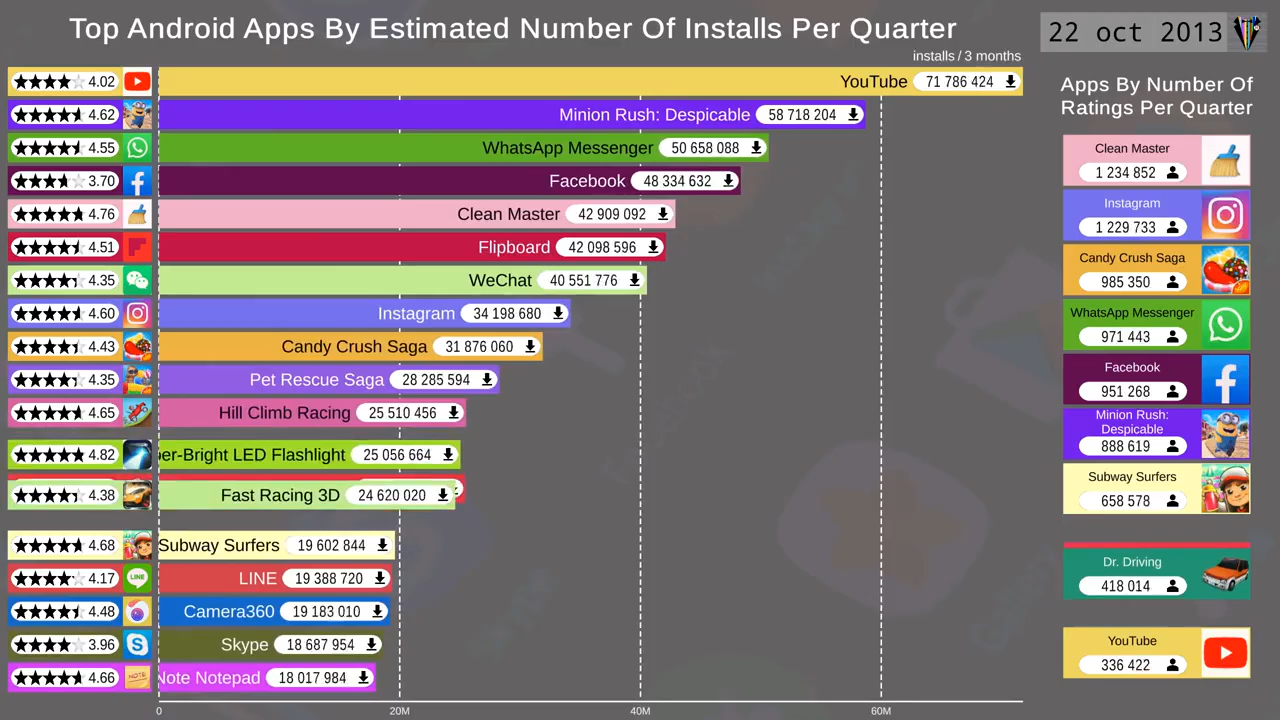 Top Android Apps By Estimated Number Of Installs Per Quarter
22 oct 2013
installs / 3 months
4.02 YouTube 71 786 424
4.62 Minion Rush: Despicable 58 718 204
4.55 WhatsApp Messenger 50 658 088
3.70 Facebook 48 334 632
4.76 Clean Master 42 909 092
4.51 Flipboard 42 098 596
4.35 WeChat 40 551 776
4.60 Instagram 34 198 680
4.43 Candy Crush Saga 31 876 060
4.35 Pet Rescue Saga 28 285 594
4.65 Hill Climb Racing 25 510 456
4.82 er-Bright LED Flashlight 25 056 664
4.38 Fast Racing 3D 24 620 020
4.68 Subway Surfers 19 602 844
4.17 LINE LINE 19 388 720
4.48 Camera360 19 183 010
3.96 Skype 18 687 954
4.66 NOTE Note Notepad 18 017 984
0 20M 40M 60M
Apps By Number Of
Ratings Per Quarter
Clean Master
1 234 852
Instagram
1 229 733
Candy Crush Saga
985 350
WhatsApp Messenger
971 443
Facebook
951 268
Minion Rush:
Despicable
888 619
Subway Surfers
658 578
Dr. Driving
418 014
YouTube
336 422